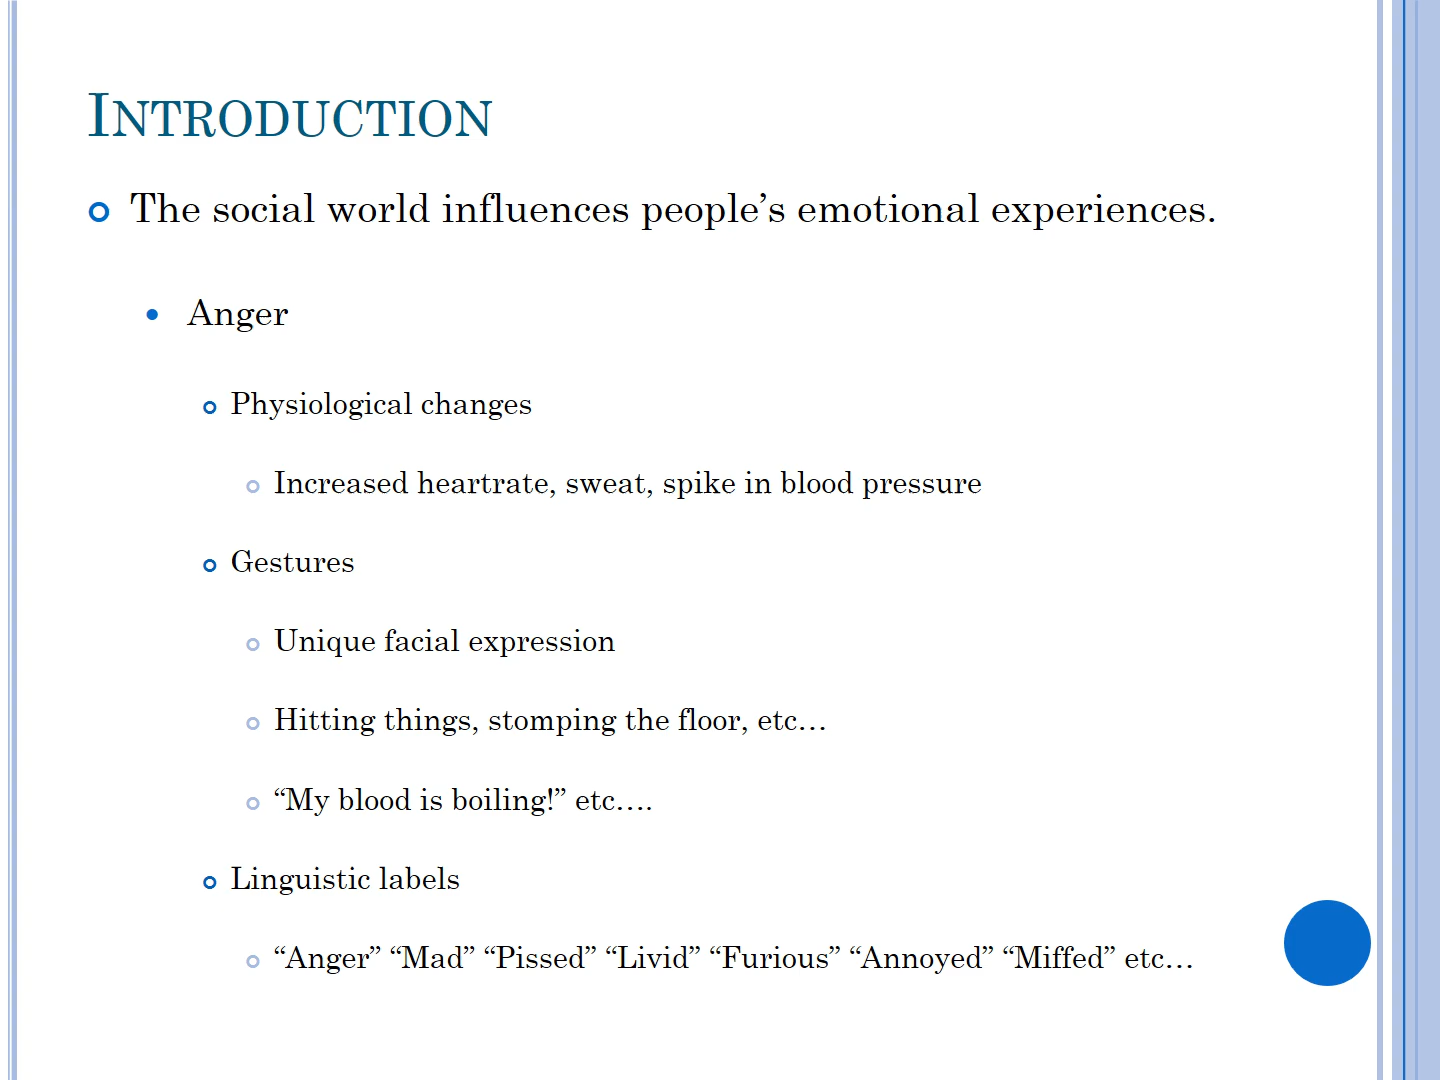 INTRODUCTION
The social world influences people’s emotional experiences.
Anger
Physiological changes
Increased heartrate, sweat, spike in blood pressure
Gestures
Unique facial expression
Hitting things, stomping the floor, etc…
“My blood is boiling!” etc….
Linguistic labels
“Anger” “Mad” “Pissed” “Livid” “Furious” “Annoyed” “Miffed” etc…